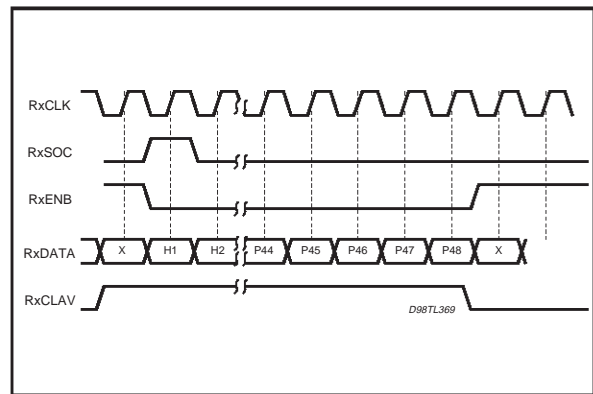 RxCLK
RxSOC
RxENB
RxDATA X H1 H2 P44 P45 P46 P47 P48 X
RxCLAV
D98TL369